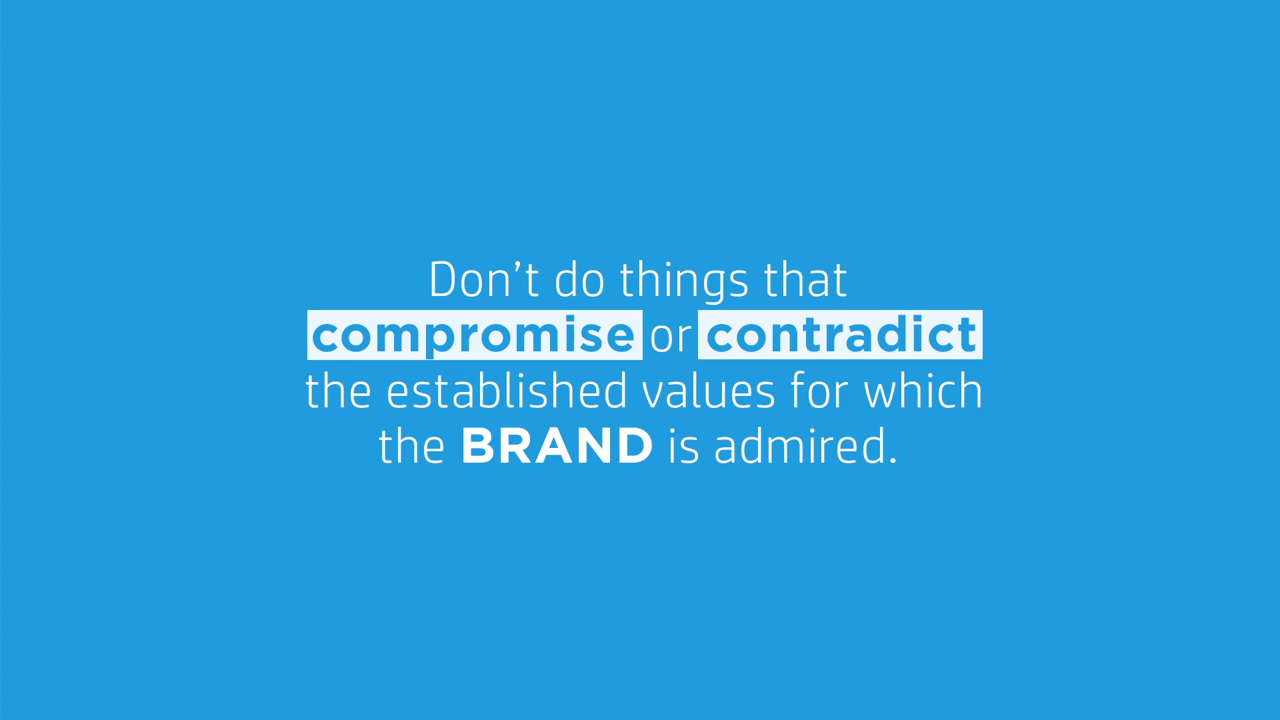 Don’t do things that
compromise or contradict
the established values for which
the BRAND is admired.